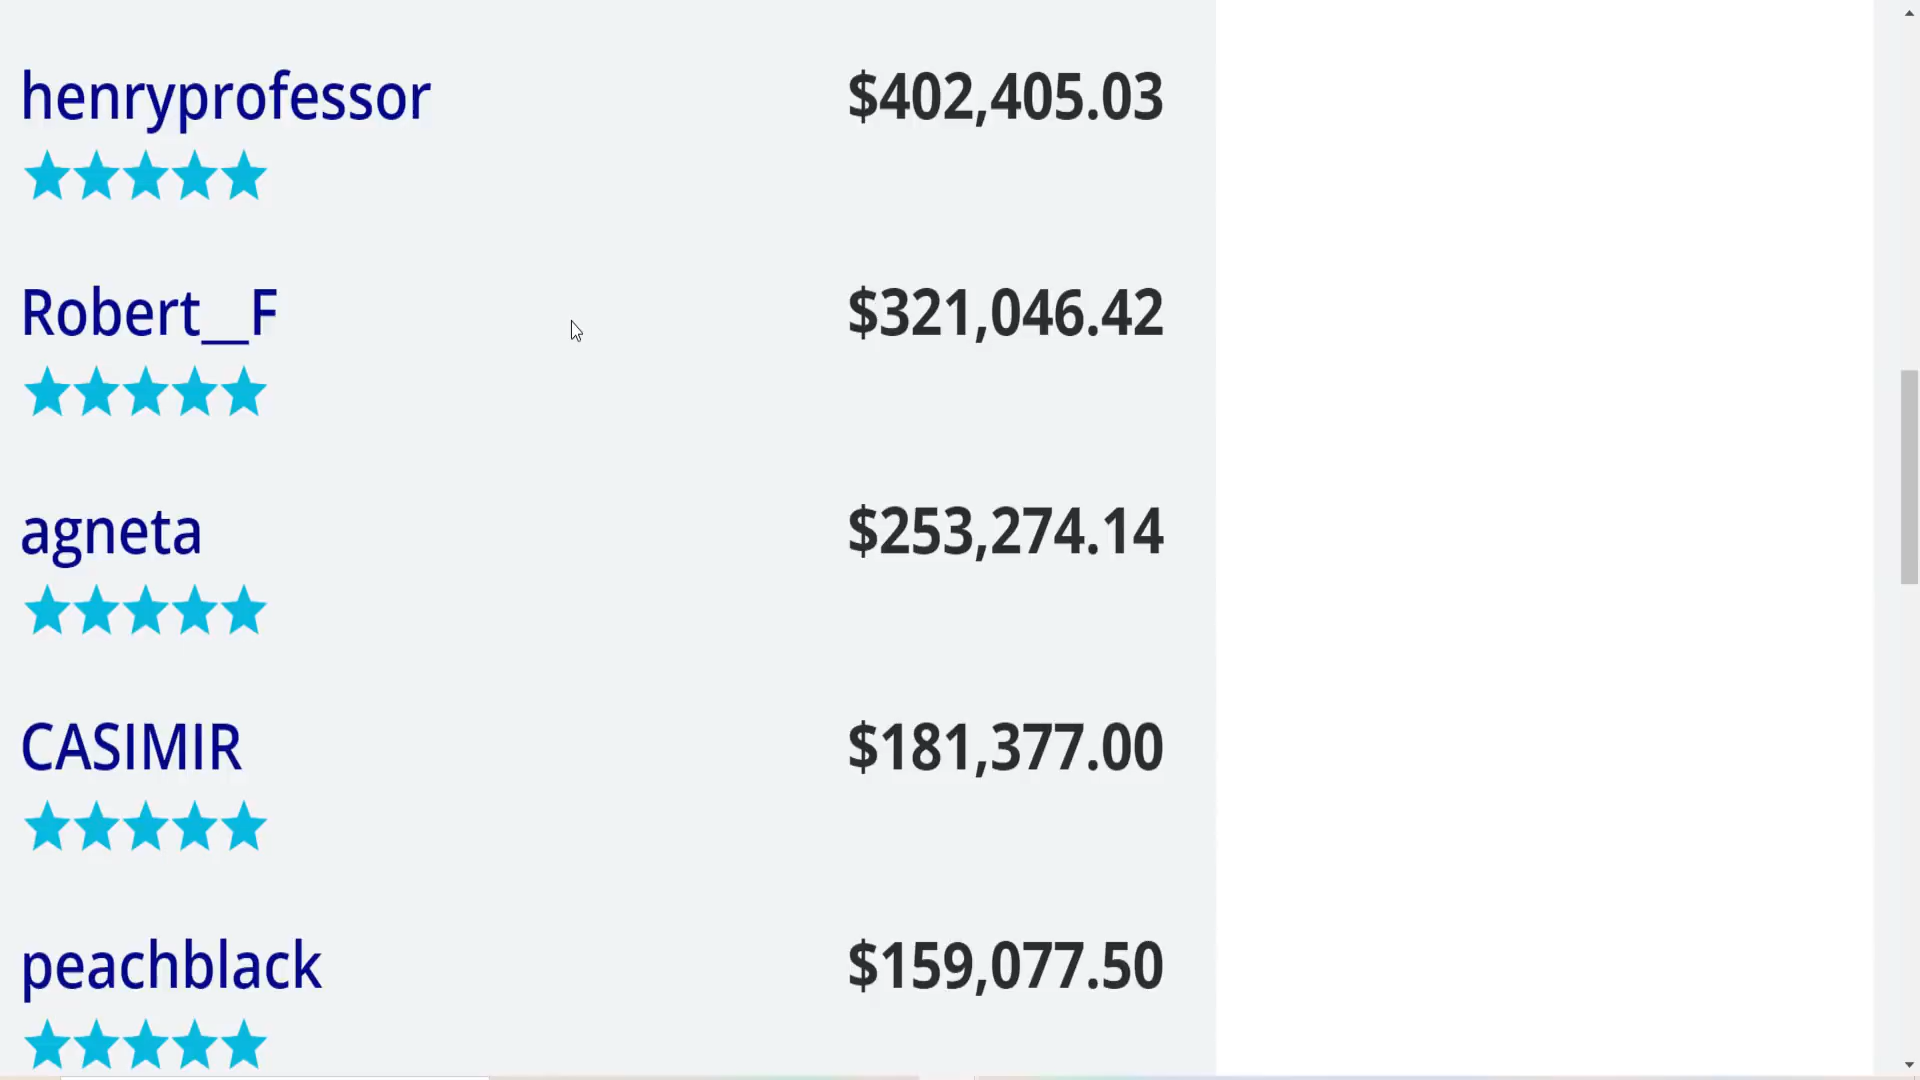 henryprofessor $402,405.03
Robert__F $321,046.42
agneta $253,274.14
CASIMIR $181,377.00
peachblack $159,077.50